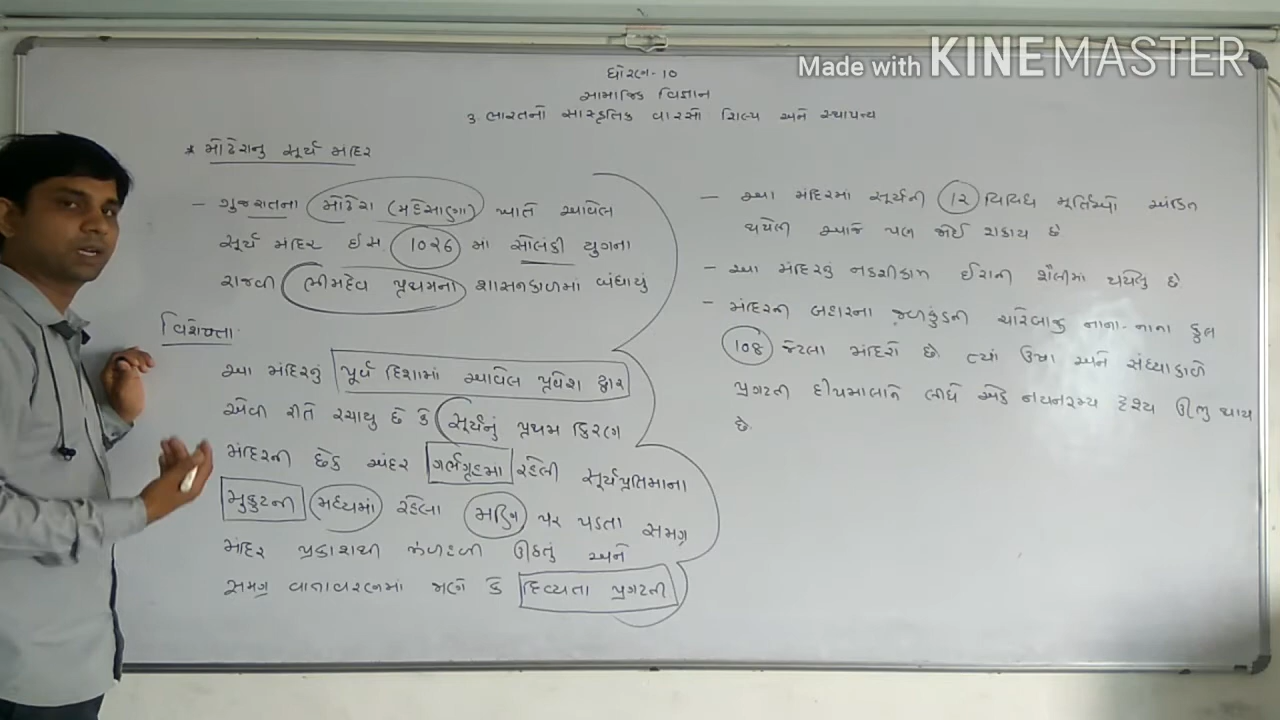 Made with KINEMASTER
ધોરણ-10
સામાજિક વિજ્ઞાન
3. ભારતનો સાંસ્કૃતિક વારસો શિલ્પ અને સ્થાપત્ય
* મોઢેરાનું સૂર્ય મંદિર
- ગુજરાતના મોઢેરા (મહેસાણા) ખાતે આવેલ
સૂર્ય મંદિર ઈસ 1026 માં સોલંકી યુગના
રાજવી ભીમદેવ પ્રથમના શાસનકાળમાં બંધાયું
વિશેષતા
આ મંદિરનું પૂર્વ દિશામાં આવેલ પ્રવેશ દ્વાર
એવી રીતે રચાયુ છે કે સૂર્યનું પ્રથમ કિરણ
મંદિરની છેક અંદર ગર્ભગૃહમાં રહેલી સૂર્યપ્રતિમાના
મુકુટની મધ્યમાં રહેલા મણિ પર પડતા સમગ્ર
મંદિર પ્રકાશથી ઝળહળી ઊઠતું અને
સમગ્ર વાતાવરણમાં જાણે કે દિવ્યતા પ્રગટતી
- આ મંદિરમાં સૂર્યની 12 વિવિધ મૂર્તિઓ અંકિત
થયેલી આજે પણ જોઈ શકાય છે
- આ મંદિરનું નકશીકામ ઈરાની શૈલીમાં થયેલુ છે
- મંદિરની બહારના જળકુંડની ચારેબાજુ નાના-નાના કુલ
108 જેટલા મંદિરો છે ત્યાં ઉષા અને સંધ્યાકાળે
પ્રગટતી દીપમાલાને લીધે એક નયનરમ્ય દ્રશ્ય ઊભુ થાય
છે.